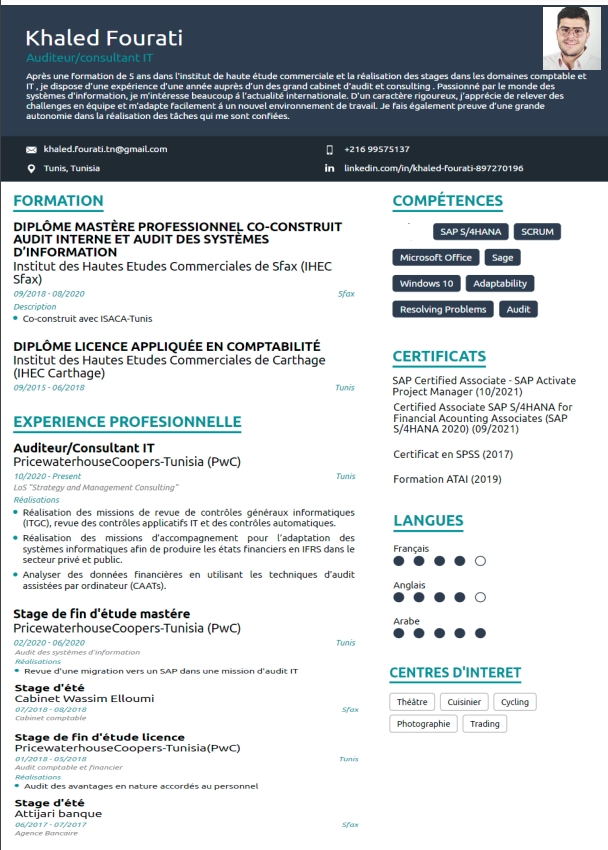 Khaled Fourati
Auditeur/consultant IT
Après une formation de 5 ans dans l'institut de haute étude commerciale et la réalisation des stages dans les domaines comptable et
IT , je dispose d'une expérience d'une année auprès d'un des grand cabinet d'audit et consulting . Passionné par le monde des
systèmes d'information, je m'intéresse beaucoup á l'actualité internationale. D'un caractère rigoureux, j'apprécie de relever des
challenges en équipe et m'adapte facilement á un nouvel environnement de travail. Je fais également preuve d'une grande
autonomie dans la réalisation des tâches qui me sont confiées.
khaled.fourati.tn@gmail.com
+216 99575137
Tunis, Tunisia
linkedin.com/in/khaled-fourati-897270196
FORMATION
DIPLÔME MASTÈRE PROFESSIONNEL CO-CONSTRUIT
AUDIT INTERNE ET AUDIT DES SYSTÈMES
D'INFORMATION
Institut des Hautes Etudes Commerciales de Sfax (IHEC
Sfax)
09/2018 - 08/2020 Sfax
Description
Co-construit avec ISACA-Tunis
DIPLÔME LICENCE APPLIQUÉE EN COMPTABILITÉ
Institut des Hautes Etudes Commerciales de Carthage
(IHEC Carthage)
09/2015 - 06/2018 Tunis
EXPERIENCE PROFESIONNELLE
Auditeur/Consultant IT
PricewaterhouseCoopers-Tunisia (PwC)
10/2020 - Present Tunis
LoS "Strategy and Management Consulting"
Réalisations
Réalisation des missions de revue de contrôles généraux informatiques
(ITGC), revue des contrôles applicatifs IT et des contrôles automatiques.
Réalisation des missions d'accompagnement pour l'adaptation des
systèmes informatiques afin de produire les états financiers en IFRS dans le
secteur privé et public.
Analyser des données financières en utilisant les techniques d'audit
assistées par ordinateur (CAATs).
Stage de fin d'étude mastére
PricewaterhouseCoopers-Tunisia (PwC)
02/2020 - 06/2020 Tunis
Audit des systèmes d'information
Réalisations
Revue d'une migration vers un SAP dans une mission d'audit IT
Stage d'été
Cabinet Wassim Elloumi
07/2018 - 08/2018 Sfax
Cabinet comptable
Stage de fin d'étude licence
PricewaterhouseCoopers-Tunisia(PwC)
01/2018 - 05/2018 Tunis
Audit comptable et financier
Réalisations
Audit des avantages en nature accordés au personnel
Stage d'été
Attijari banque
06/2017 - 07/2017 Sfax
Agence Bancaire
COMPÉTENCES
SAP S/4HANA SCRUM
Microsoft Office Sage
Windows 10 Adaptability
Resolving Problems Audit
CERTIFICATS
SAP Certified Associate - SAP Activate
Project Manager (10/2021)
Certified Associate SAP S/4HANA for
Financial Acounting Associates (SAP
S/4HANA 2020) (09/2021)
Certificat en SPSS (2017)
Formation ATAI (2019)
LANGUES
Français
Anglais
Arabe
CENTRES D'INTERET
Théâtre Cuisinier Cycling
Photographie Trading